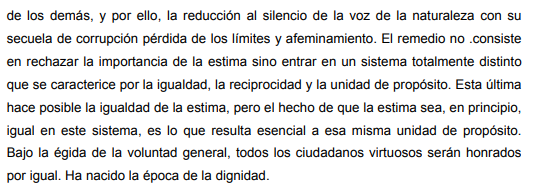 de los demás, y por ello, la reducción al silencio de la voz de la naturaleza con su
secuela de corrupción pérdida de los límites y afeminamiento. El remedio no .consiste
en rechazar la importancia de la estima sino entrar en un sistema totalmente distinto
que se caracterice por la igualdad, la reciprocidad y la unidad de propósito. Esta última
hace posible la igualdad de la estima, pero el hecho de que la estima sea, en principio,
igual en este sistema, es lo que resulta esencial a esa misma unidad de propósito.
Bajo la égida de la voluntad general, todos los ciudadanos virtuosos serán honrados
por igual. Ha nacido la época de la dignidad.